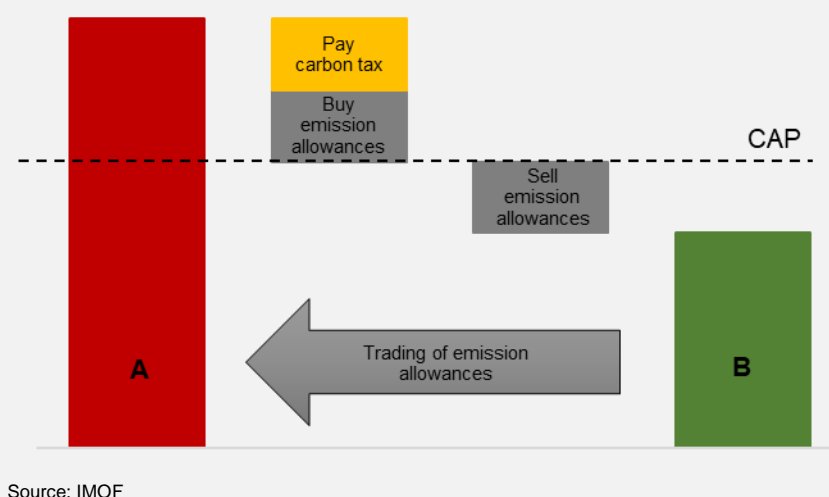 Pay
carbon tax
Buy
emission
allowances
CAP
Sell
emission
allowances
Trading of emission
allowances
A
B
Source: IMOF